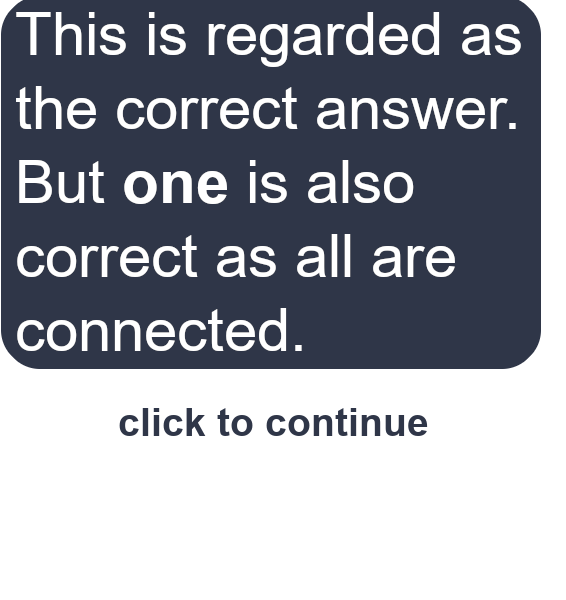 This is regarded as
the correct answer.
But one is also
correct as all are
connected.
click to continue